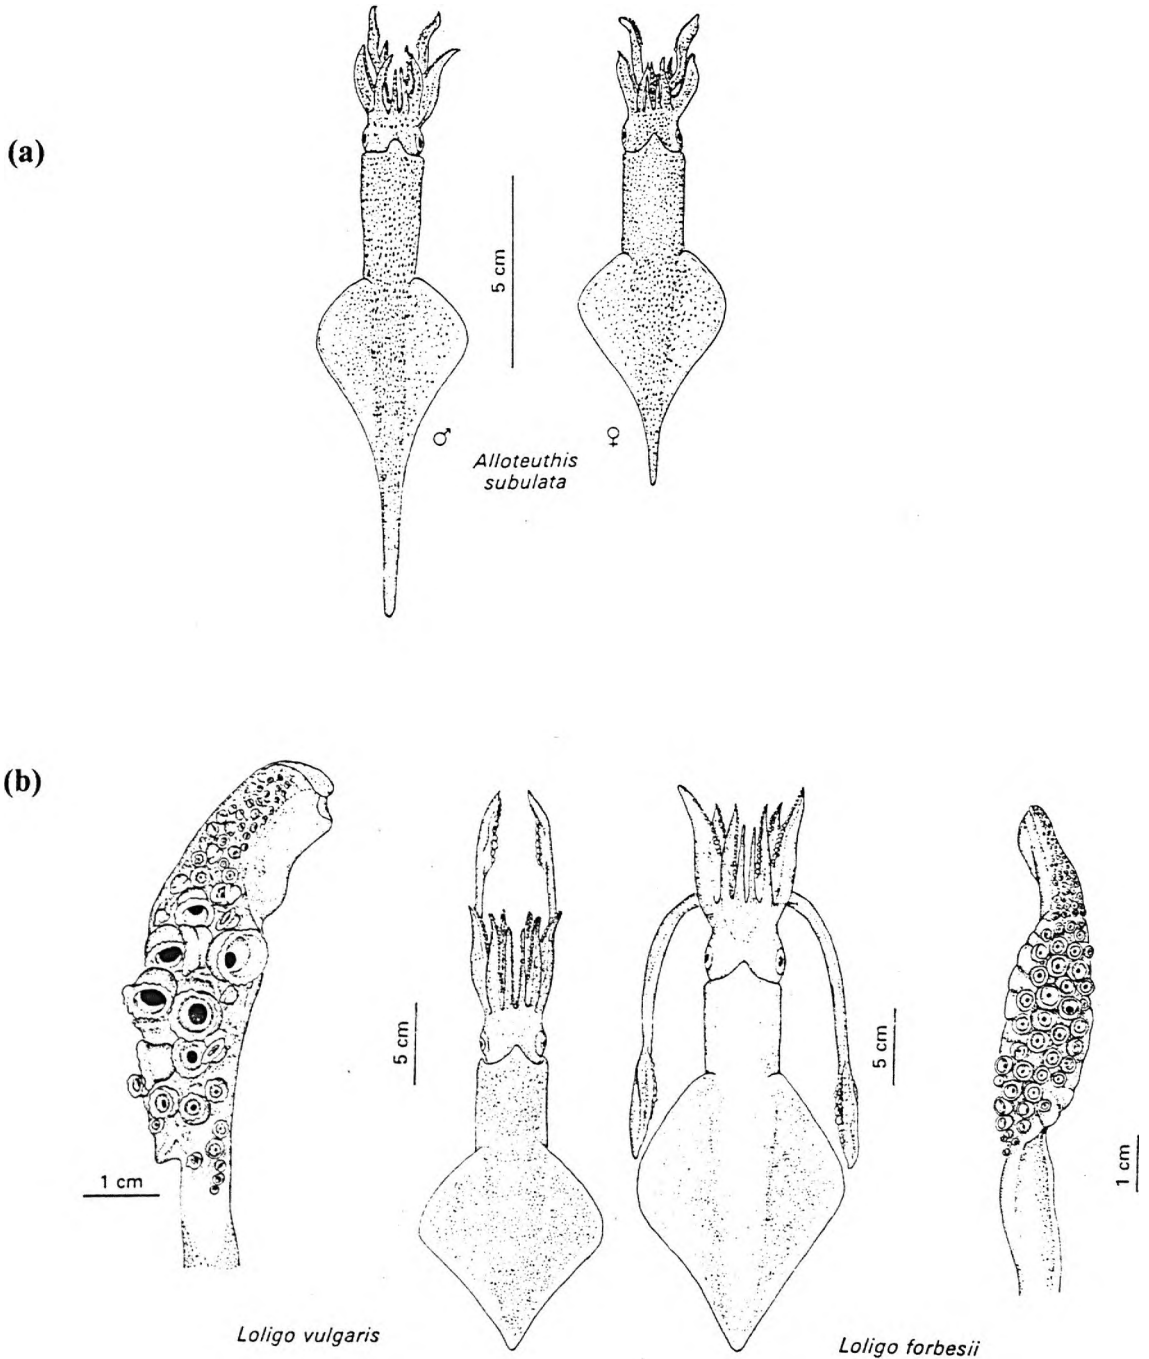 (a)
5 cm
♂
♀
Alloteuthis
subulata
(b)
5 cm
5 cm
1 cm
1 cm
Loligo vulgaris
Loligo forbesii